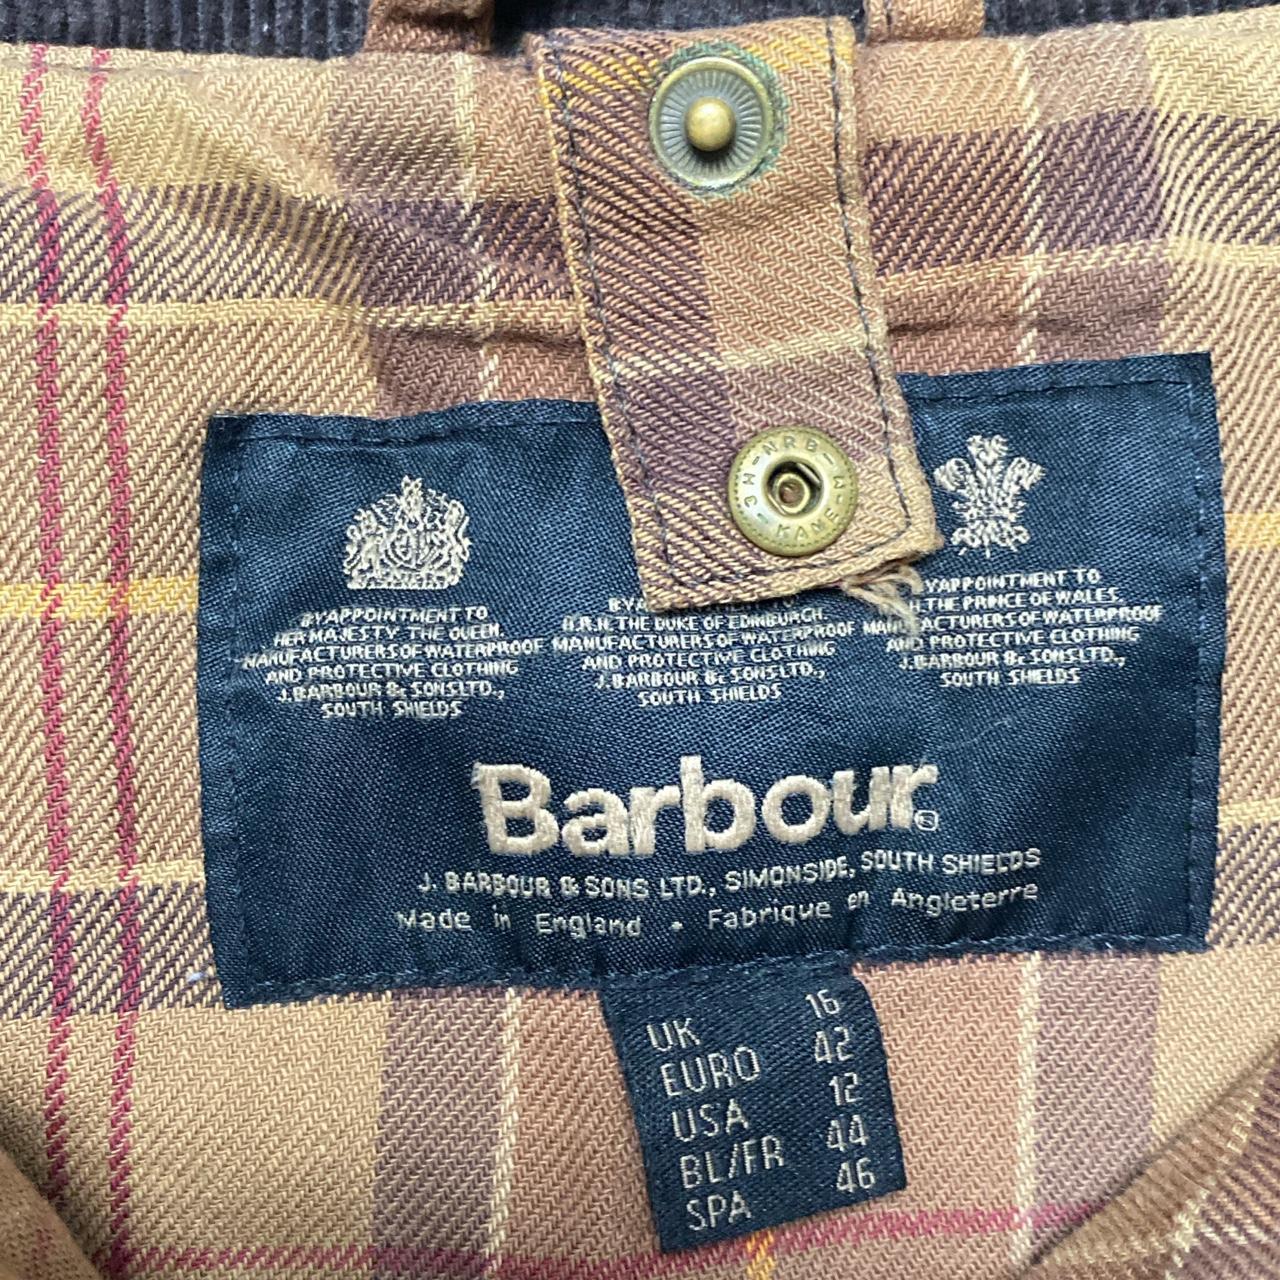 BY APPOINTMENT TO
HER MAJESTY THE QUEEN.
MANUFACTURERS OF WATERPROOF
AND PROTECTIVE CLOTHING
J. BARBOUR & SONS LTD.,
SOUTH SHIELDS
BY A
H.R.H. THE DUKE OF EDINBURGH.
MANUFACTURERS OF WATERPROOF
AND PROTECTIVE CLOTHING
J. BARBOUR & SONS LTD.,
SOUTH SHIELDS
Y APPOINTMENT TO
H THE PRINCE OF WALES.
MANUFACTURERS OF WATERPROOF
AND PROTECTIVE CLOTHING
J. BARBOUR & SONS LTD.,
SOUTH SHIELDS
Barbour®
J. BARBOUR & SONS LTD., SIMONSIDE, SOUTH SHIELDS
Made in England • Fabrique en Angleterre
UK 16
EURO 42
USA 12
BL/FR 44
SPA 46